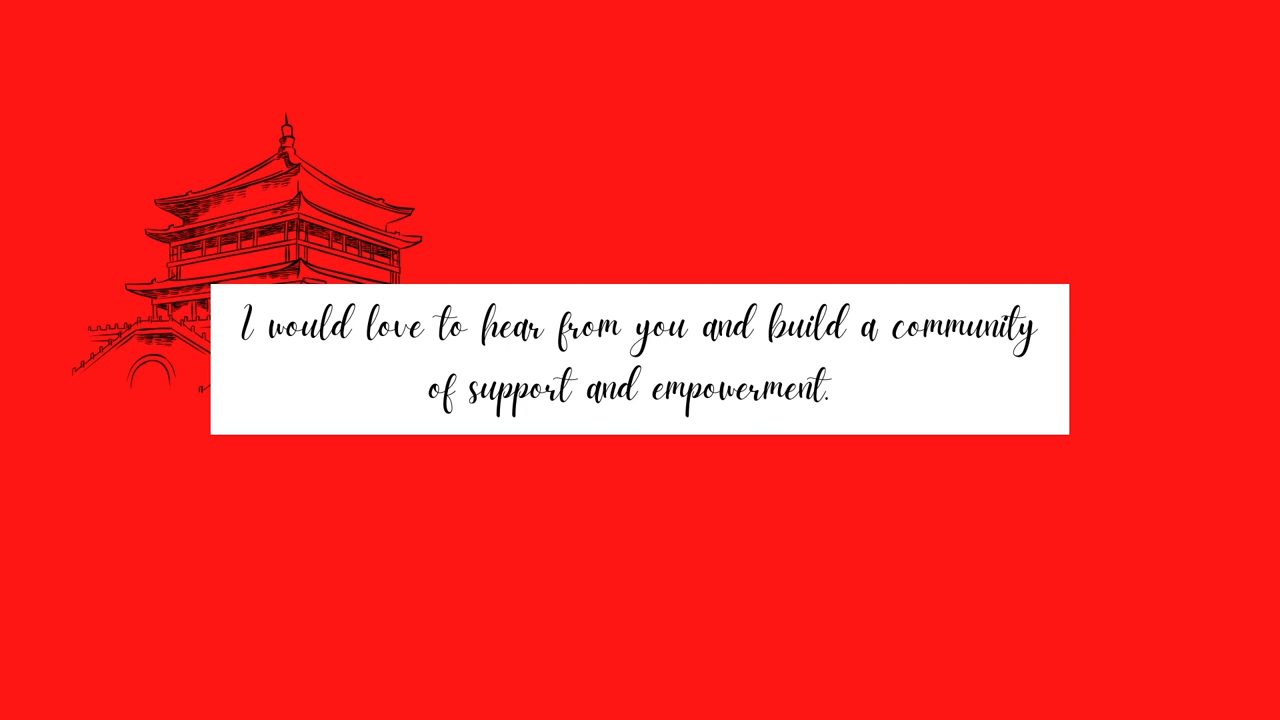 I would love to hear from you and build a community
of support and empowerment.